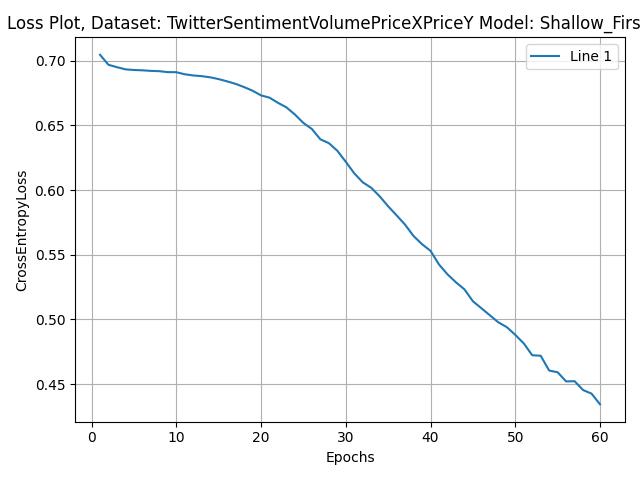 Loss Plot, Dataset: TwitterSentimentVolumePriceXPriceY Model: Shallow_Firs
Line 1
CrossEntropyLoss
0.70
0.65
0.60
0.55
0.50
0.45
0 10 20 30 40 50 60
Epochs